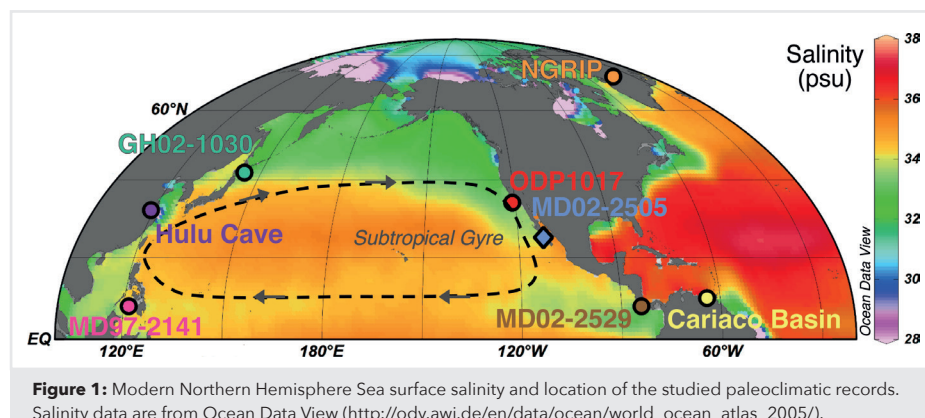 Salinity
(psu)
38
36
34
32
30
28
Ocean Data View
NGRIP
60°N
GH02-1030
ODP1017
MD02-2505
Hulu Cave
Subtropical Gyre
MD97-2141
MD02-2529
Cariaco Basin
EQ
120°E
180°E
120°W
60°W
Figure 1: Modern Northern Hemisphere Sea surface salinity and location of the studied paleoclimatic records.
Salinity data are from Ocean Data View (http://odv.awi.de/en/data/ocean/world_ocean_atlas_2005/).